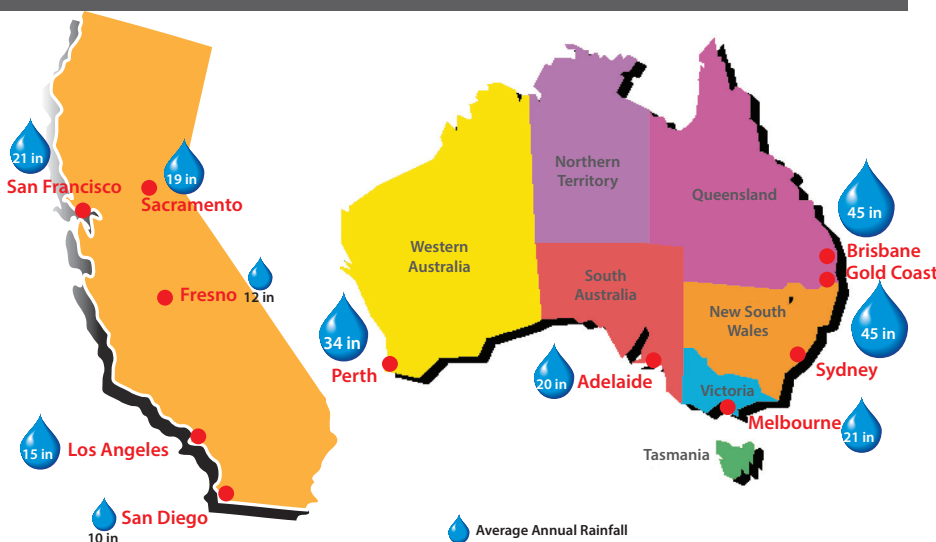 21 in
San Francisco
19 in
Sacramento
Fresno
12 in
15 in
Los Angeles
San Diego
10 in
Northern
Territory
Queensland
Western
Australia
South
Australia
New South
Wales
Victoria
Tasmania
45 in
Brisbane
Gold Coast
45 in
Sydney
34 in
Perth
20 in
Adelaide
Melbourne
21 in
Average Annual Rainfall